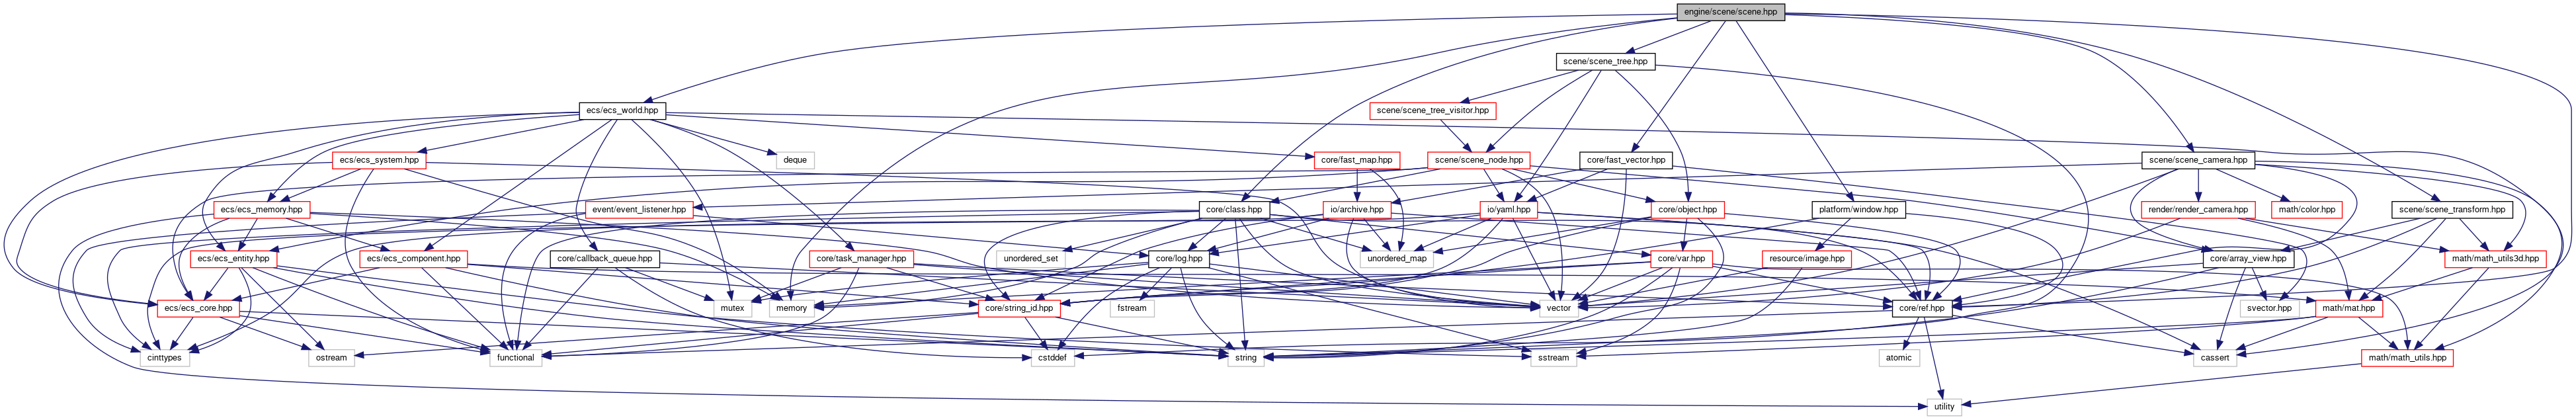 engine/scene/scene.hpp
scene/scene_tree.hpp
ecs/ecs_world.hpp
scene/scene_tree_visitor.hpp
ecs/ecs_system.hpp
deque
core/fast_map.hpp
scene/scene_node.hpp
core/fast_vector.hpp
scene/scene_camera.hpp
ecs/ecs_memory.hpp
event/event_listener.hpp
core/class.hpp
io/archive.hpp
io/yaml.hpp
core/object.hpp
platform/window.hpp
render/render_camera.hpp
math/color.hpp
scene/scene_transform.hpp
ecs/ecs_entity.hpp
ecs/ecs_component.hpp
core/callback_queue.hpp
core/task_manager.hpp
unordered_set
core/log.hpp
unordered_map
core/var.hpp
resource/image.hpp
core/array_view.hpp
math/math_utils3d.hpp
ecs/ecs_core.hpp
mutex
memory
core/string_id.hpp
fstream
vector
core/ref.hpp
svector.hpp
math/mat.hpp
cinttypes
ostream
functional
cstddef
string
sstream
atomic
cassert
math/math_utils.hpp
utility